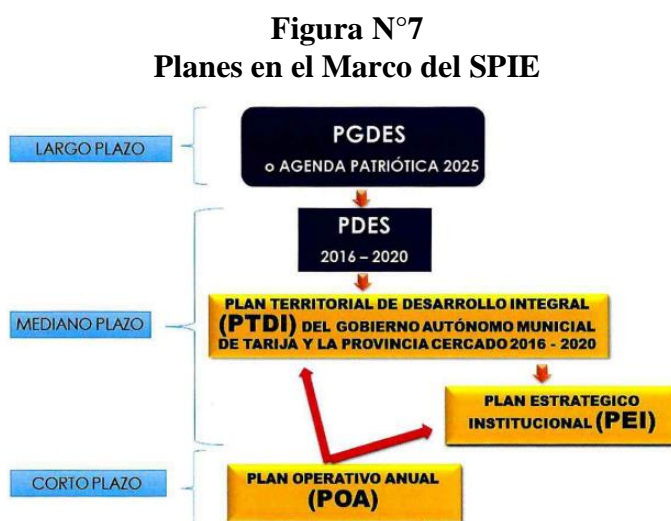 Figura N°7
Planes en el Marco del SPIE
LARGO PLAZO
PGDES
o AGENDA PATRIÓTICA 2025
PDES
2016 – 2020
MEDIANO PLAZO
PLAN TERRITORIAL DE DESARROLLO INTEGRAL
(PTDI) DEL GOBIERNO AUTÓNOMO MUNICIAL
DE TARIJA Y LA PROVINCIA CERCADO 2016 - 2020
PLAN ESTRATEGICO
INSTITUCIONAL (PEI)
CORTO PLAZO
PLAN OPERATIVO ANUAL
(POA)